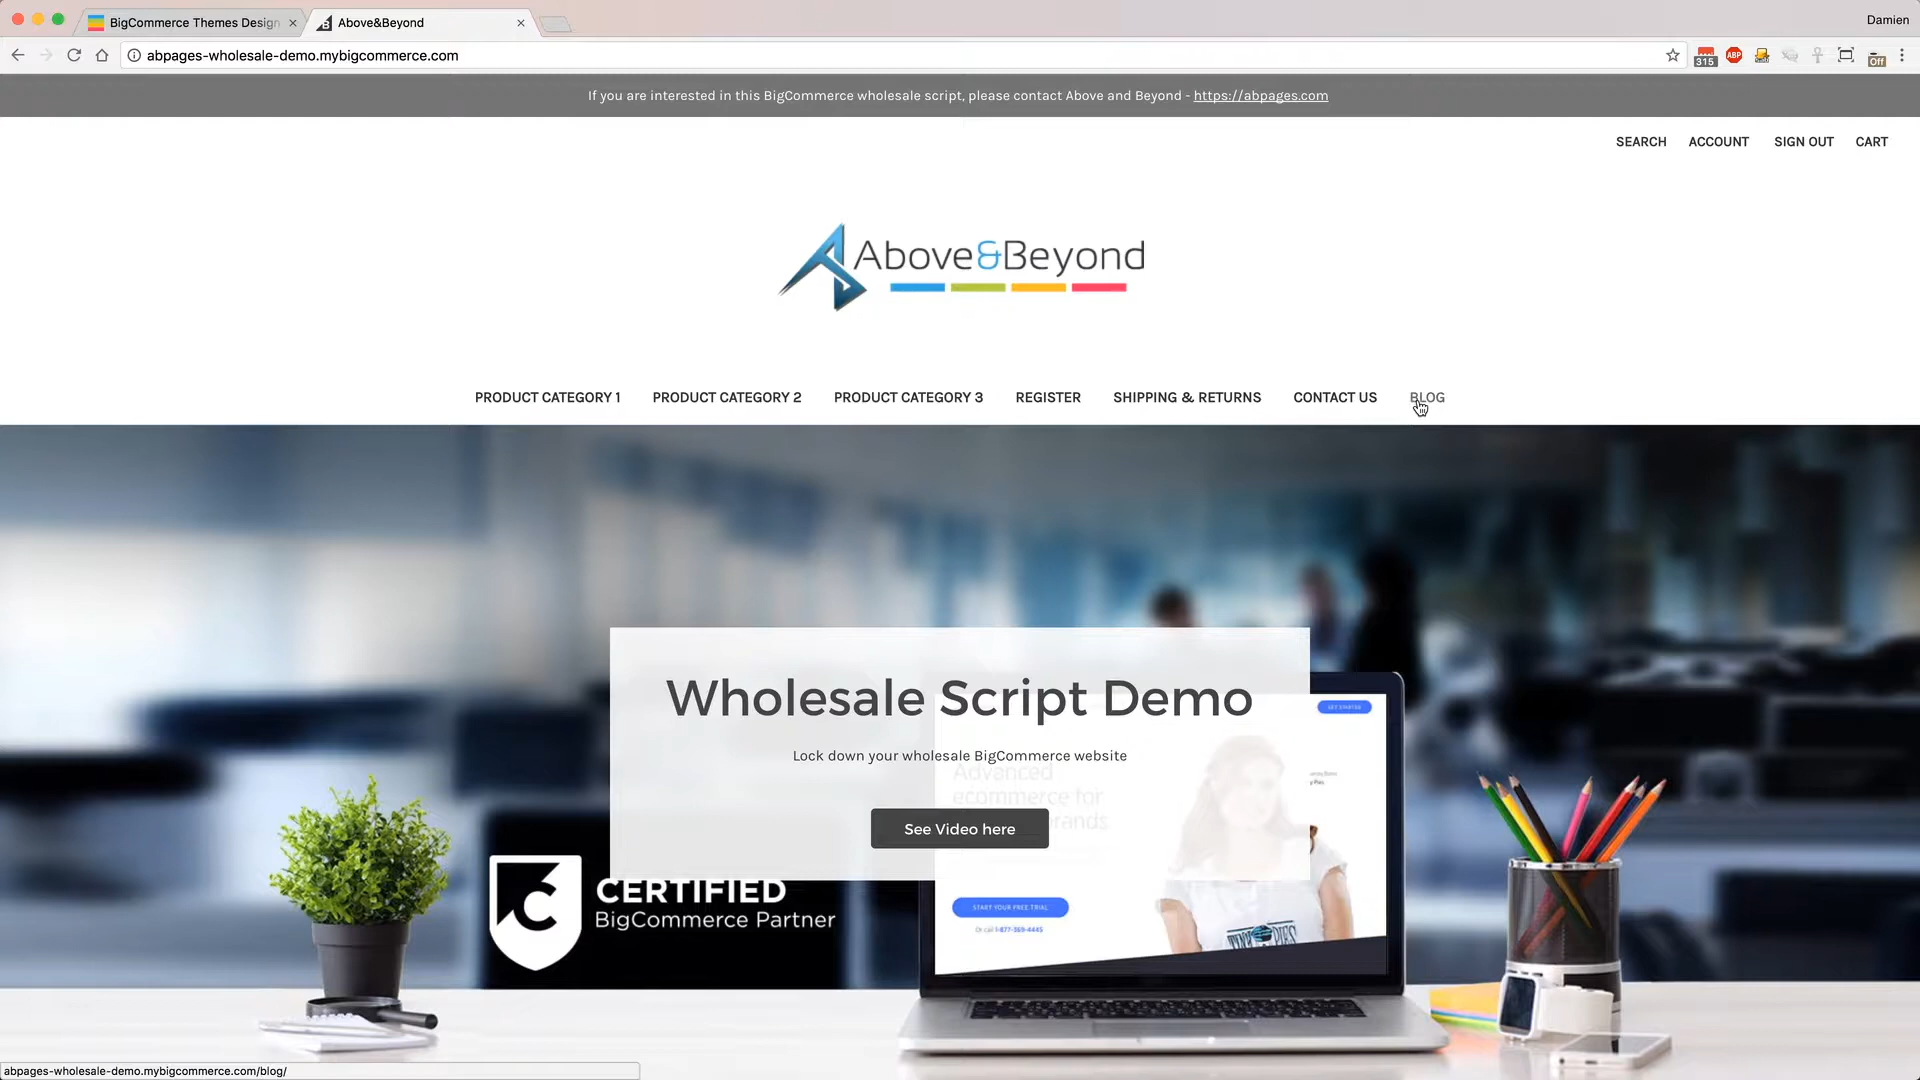 BigCommerce Themes Design
Above&Beyond
Damien
abpages-wholesale-demo.mybigcommerce.com
315
ABP
Off
If you are interested in this BigCommerce wholesale script, please contact Above and Beyond - https://abpages.com
SEARCH ACCOUNT SIGN OUT CART
Above&Beyond
PRODUCT CATEGORY 1 PRODUCT CATEGORY 2 PRODUCT CATEGORY 3 REGISTER SHIPPING & RETURNS CONTACT US BLOG
Wholesale Script Demo
GET STARTED
Lock down your wholesale BigCommerce website
Advanced
ecommerce for
brands
See Video here
CERTIFIED
BigCommerce Partner
START YOUR FREE TRIAL
Or call 1-877-369-4445
abpages-wholesale-demo.mybigcommerce.com/blog/